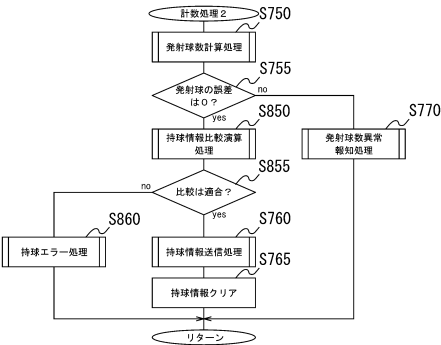 計数処理2
S750
発射球数計算処理
S755
発射球の誤差
は0?
no
yes
S850
持球情報比較演算
処理
S770
発射球数異常
報知処理
S855
比較は適合?
no
yes
S860
持球エラー処理
S760
持球情報送信処理
S765
持球情報クリア
リターン